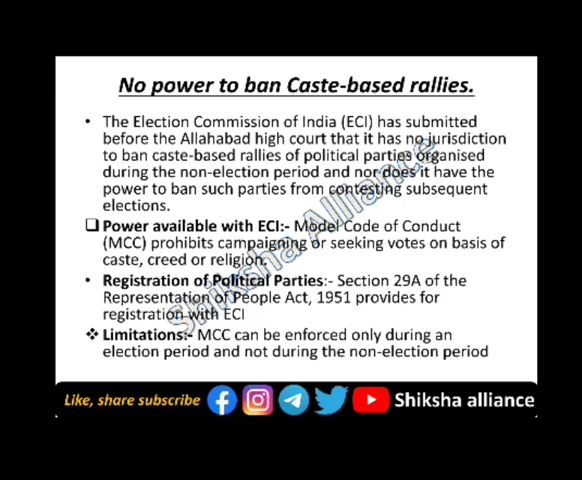 No power to ban Caste-based rallies.
• The Election Commission of India (ECI) has submitted
before the Allahabad high court that it has no jurisdiction
to ban caste-based rallies of political parties organised
during the non-election period and nor does it have the
power to ban such parties from contesting subsequent
elections.
❑ Power available with ECI:- Model Code of Conduct
(MCC) prohibits campaigning or seeking votes on basis of
caste, creed or religion.
• Registration of Political Parties:- Section 29A of the
Representation of People Act, 1951 provides for
registration with ECI
❖ Limitations:- MCC can be enforced only during an
election period and not during the non-election period
Shiksha Alliance
Like, share subscribe Shiksha alliance